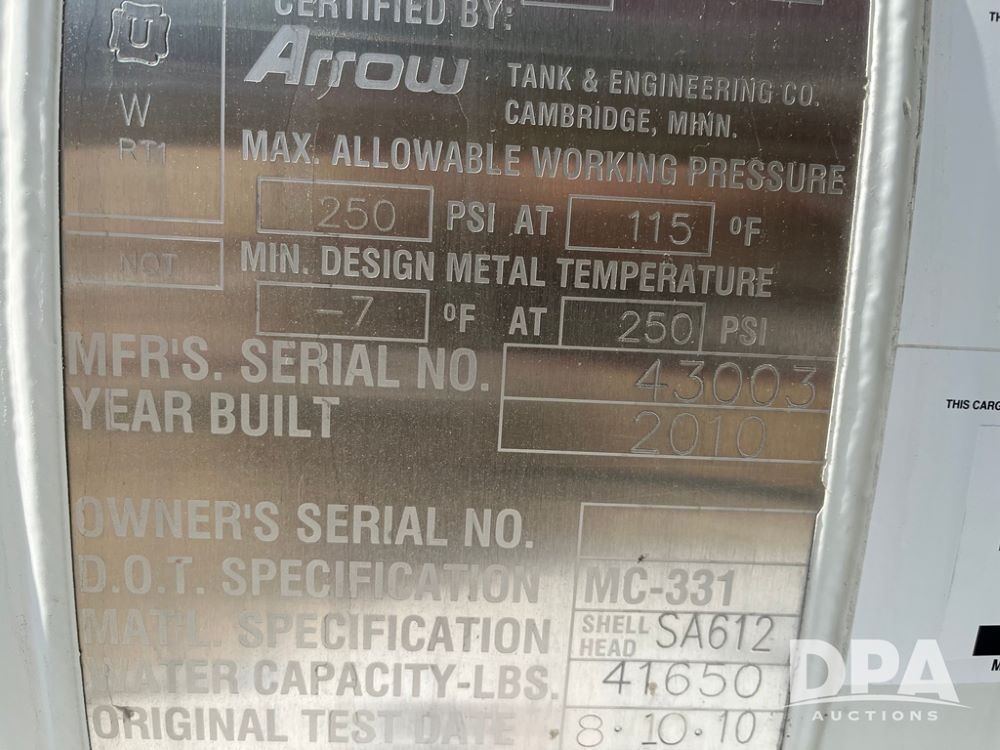 CERTIFIED BY:
U
Arrow
TANK & ENGINEERING CO.
CAMBRIDGE, MINN.
W
RT1
MAX. ALLOWABLE WORKING PRESSURE
250 PSI AT 115 °F
NQT
MIN. DESIGN METAL TEMPERATURE
-7 °F AT 250 PSI
MFR'S. SERIAL NO. 43003
YEAR BUILT 2010
OWNER'S SERIAL NO.
D.O.T. SPECIFICATION MC-331
MAT'L. SPECIFICATION SHELL HEAD SA612
WATER CAPACITY-LBS. 41650
ORIGINAL TEST DATE 8-10-10
THIS CARG
DPA
AUCTIONS